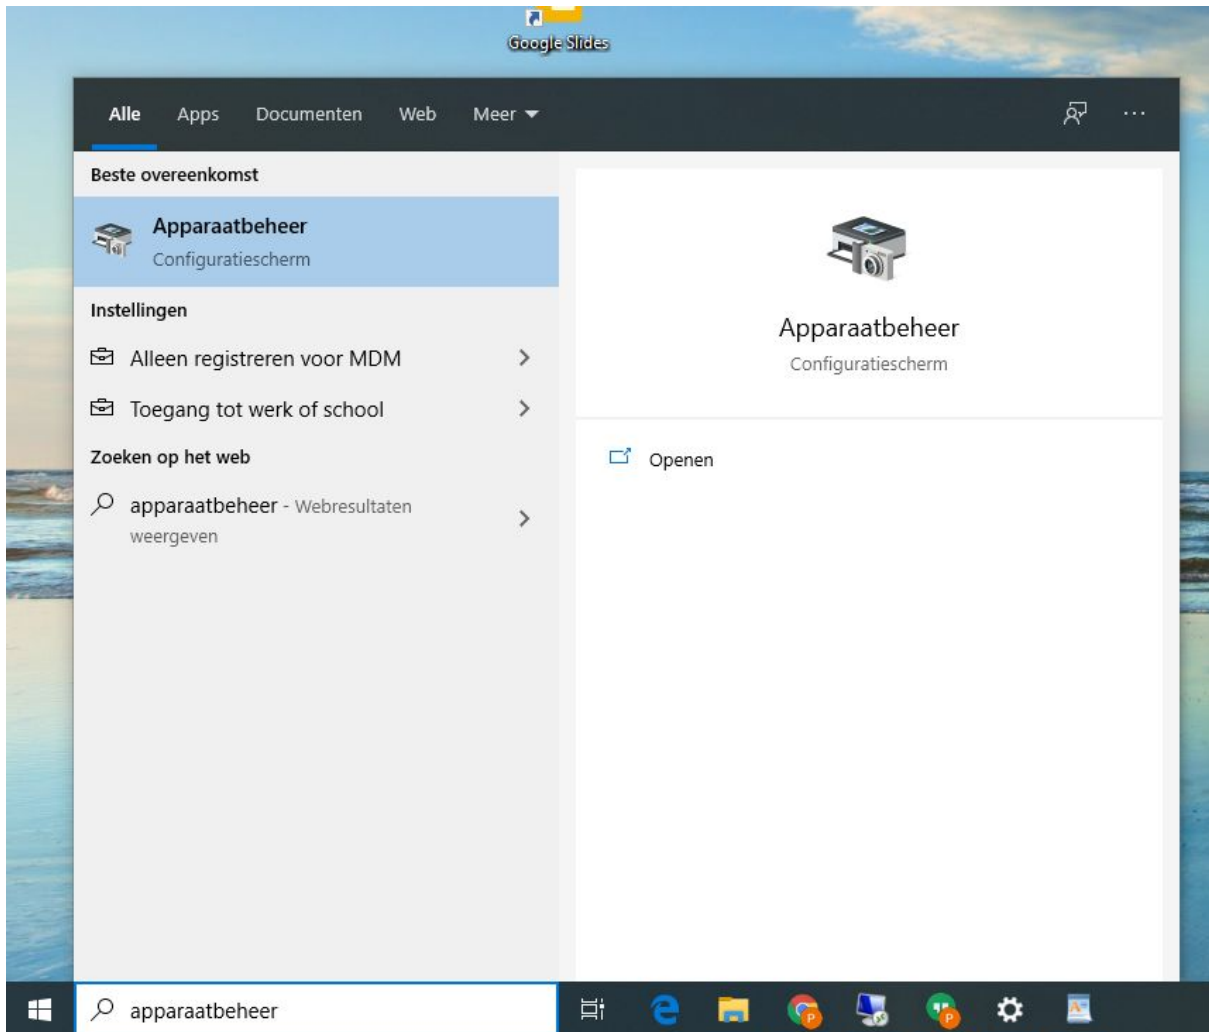 Google Slides
Alle Apps Documenten Web Meer
Beste overeenkomst
Apparaatbeheer
Configuratiescherm
Instellingen
Alleen registreren voor MDM
Toegang tot werk of school
Zoeken op het web
apparaatbeheer - Webresultaten
weergeven
Apparaatbeheer
Configuratiescherm
Openen
apparaatbeheer